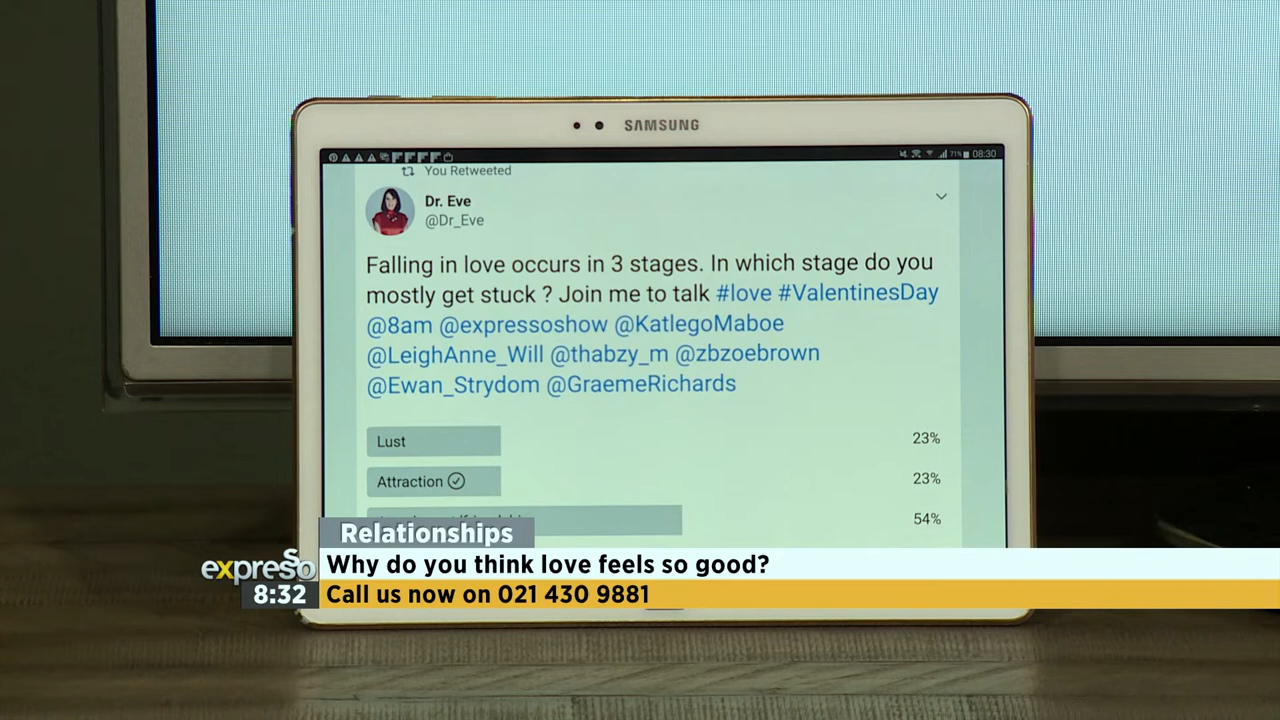 SAMSUNG
71% 08:30
You Retweeted
Dr. Eve
@Dr_Eve
Falling in love occurs in 3 stages. In which stage do you
mostly get stuck ? Join me to talk #love #ValentinesDay
@8am @expressoshow @KatlegoMaboe
@LeighAnne_Will @thabzy_m @zbzoebrown
@Ewan_Strydom @GraemeRichards
Lust 23%
Attraction 23%
54%
Relationships
expresso
Why do you think love feels so good?
8:32
Call us now on 021 430 9881